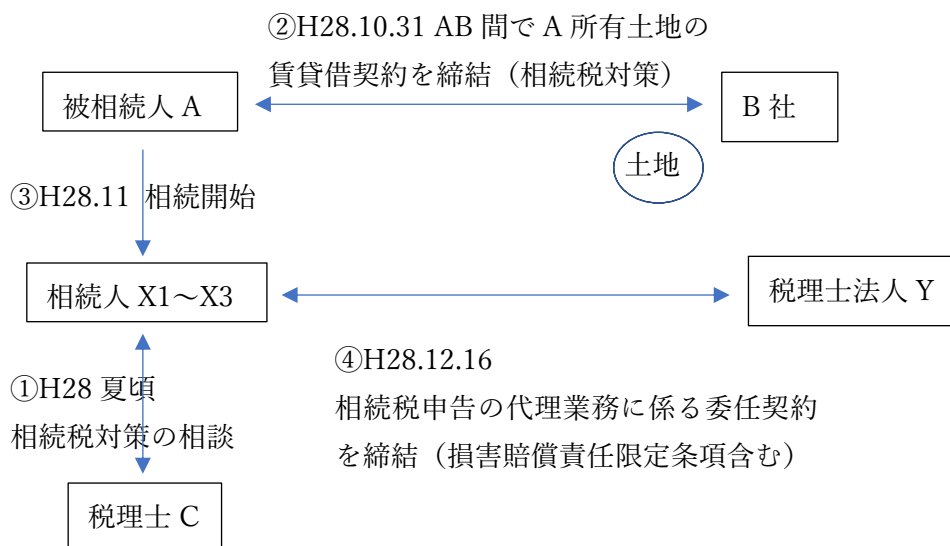 ②H28.10.31 AB 間で A 所有土地の
賃貸借契約を締結（相続税対策）
被相続人 A
B 社
土地
③H28.11 相続開始
相続人 X1～X3
税理士法人 Y
①H28 夏頃
相続税対策の相談
④H28.12.16
相続税申告の代理業務に係る委任契約
を締結（損害賠償責任限定条項含む）
税理士 C